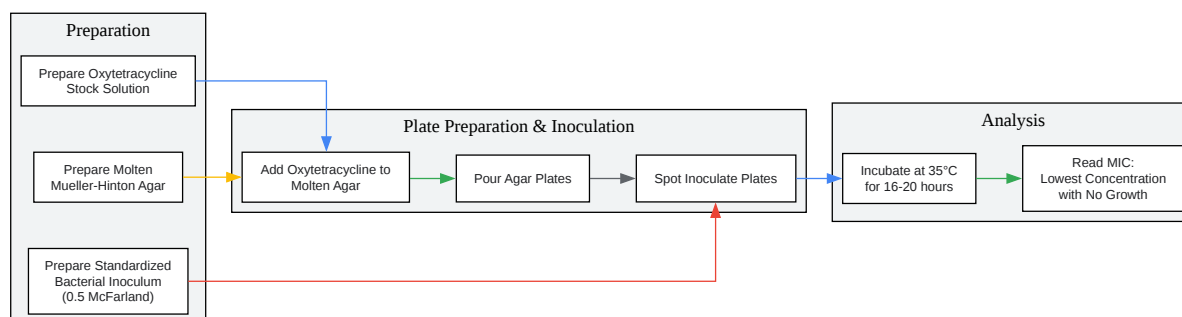 Preparation
Prepare Oxytetracycline
Stock Solution
Prepare Molten
Mueller-Hinton Agar
Prepare Standardized
Bacterial Inoculum
(0.5 McFarland)
Plate Preparation & Inoculation
Add Oxytetracycline to
Molten Agar
Pour Agar Plates
Spot Inoculate Plates
Analysis
Incubate at 35°C
for 16-20 hours
Read MIC:
Lowest Concentration
with No Growth